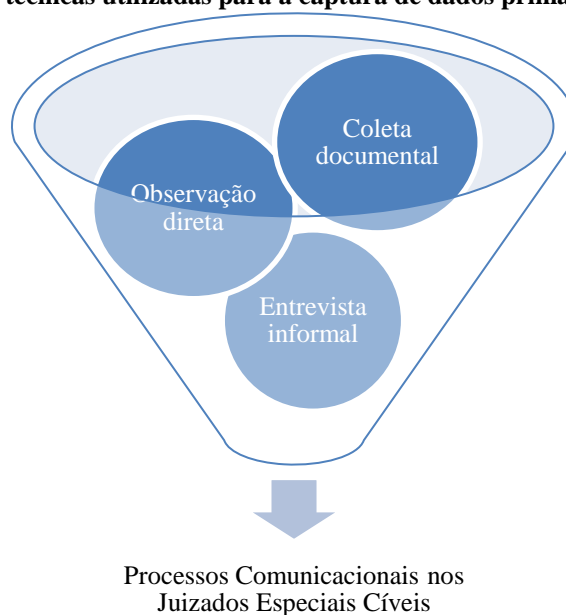 técnicas utilizadas para a captura de dados
Coleta
documental
Observação
direta
Entrevista
informal
Processos Comunicacionais nos
Juizados Especiais Cíveis